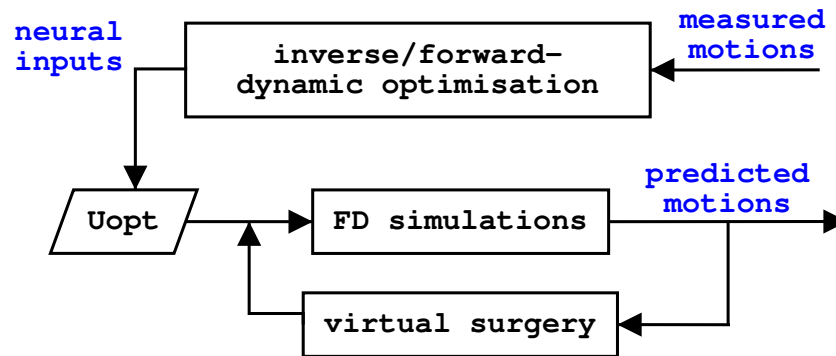 neural
inputs
inverse/forward–
dynamic optimisation
measured
motions
Uopt
FD simulations
predicted
motions
virtual surgery